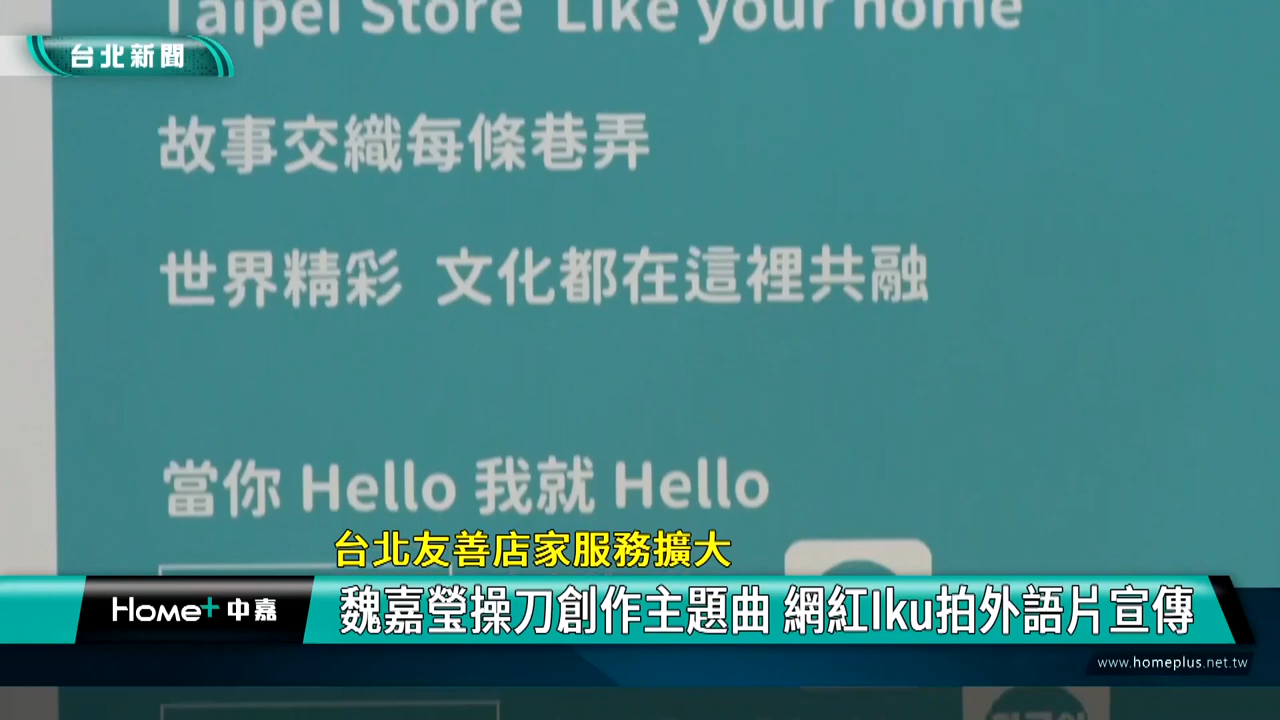 Taipei Store Like your home
台北新聞
故事交織每條巷弄
世界精彩 文化都在這裡共融
當你 Hello 我就 Hello
台北友善店家服務擴大
Home+ 中嘉
魏嘉瑩操刀創作主題曲 網紅Iku拍外語片宣傳
www.homeplus.net.tw